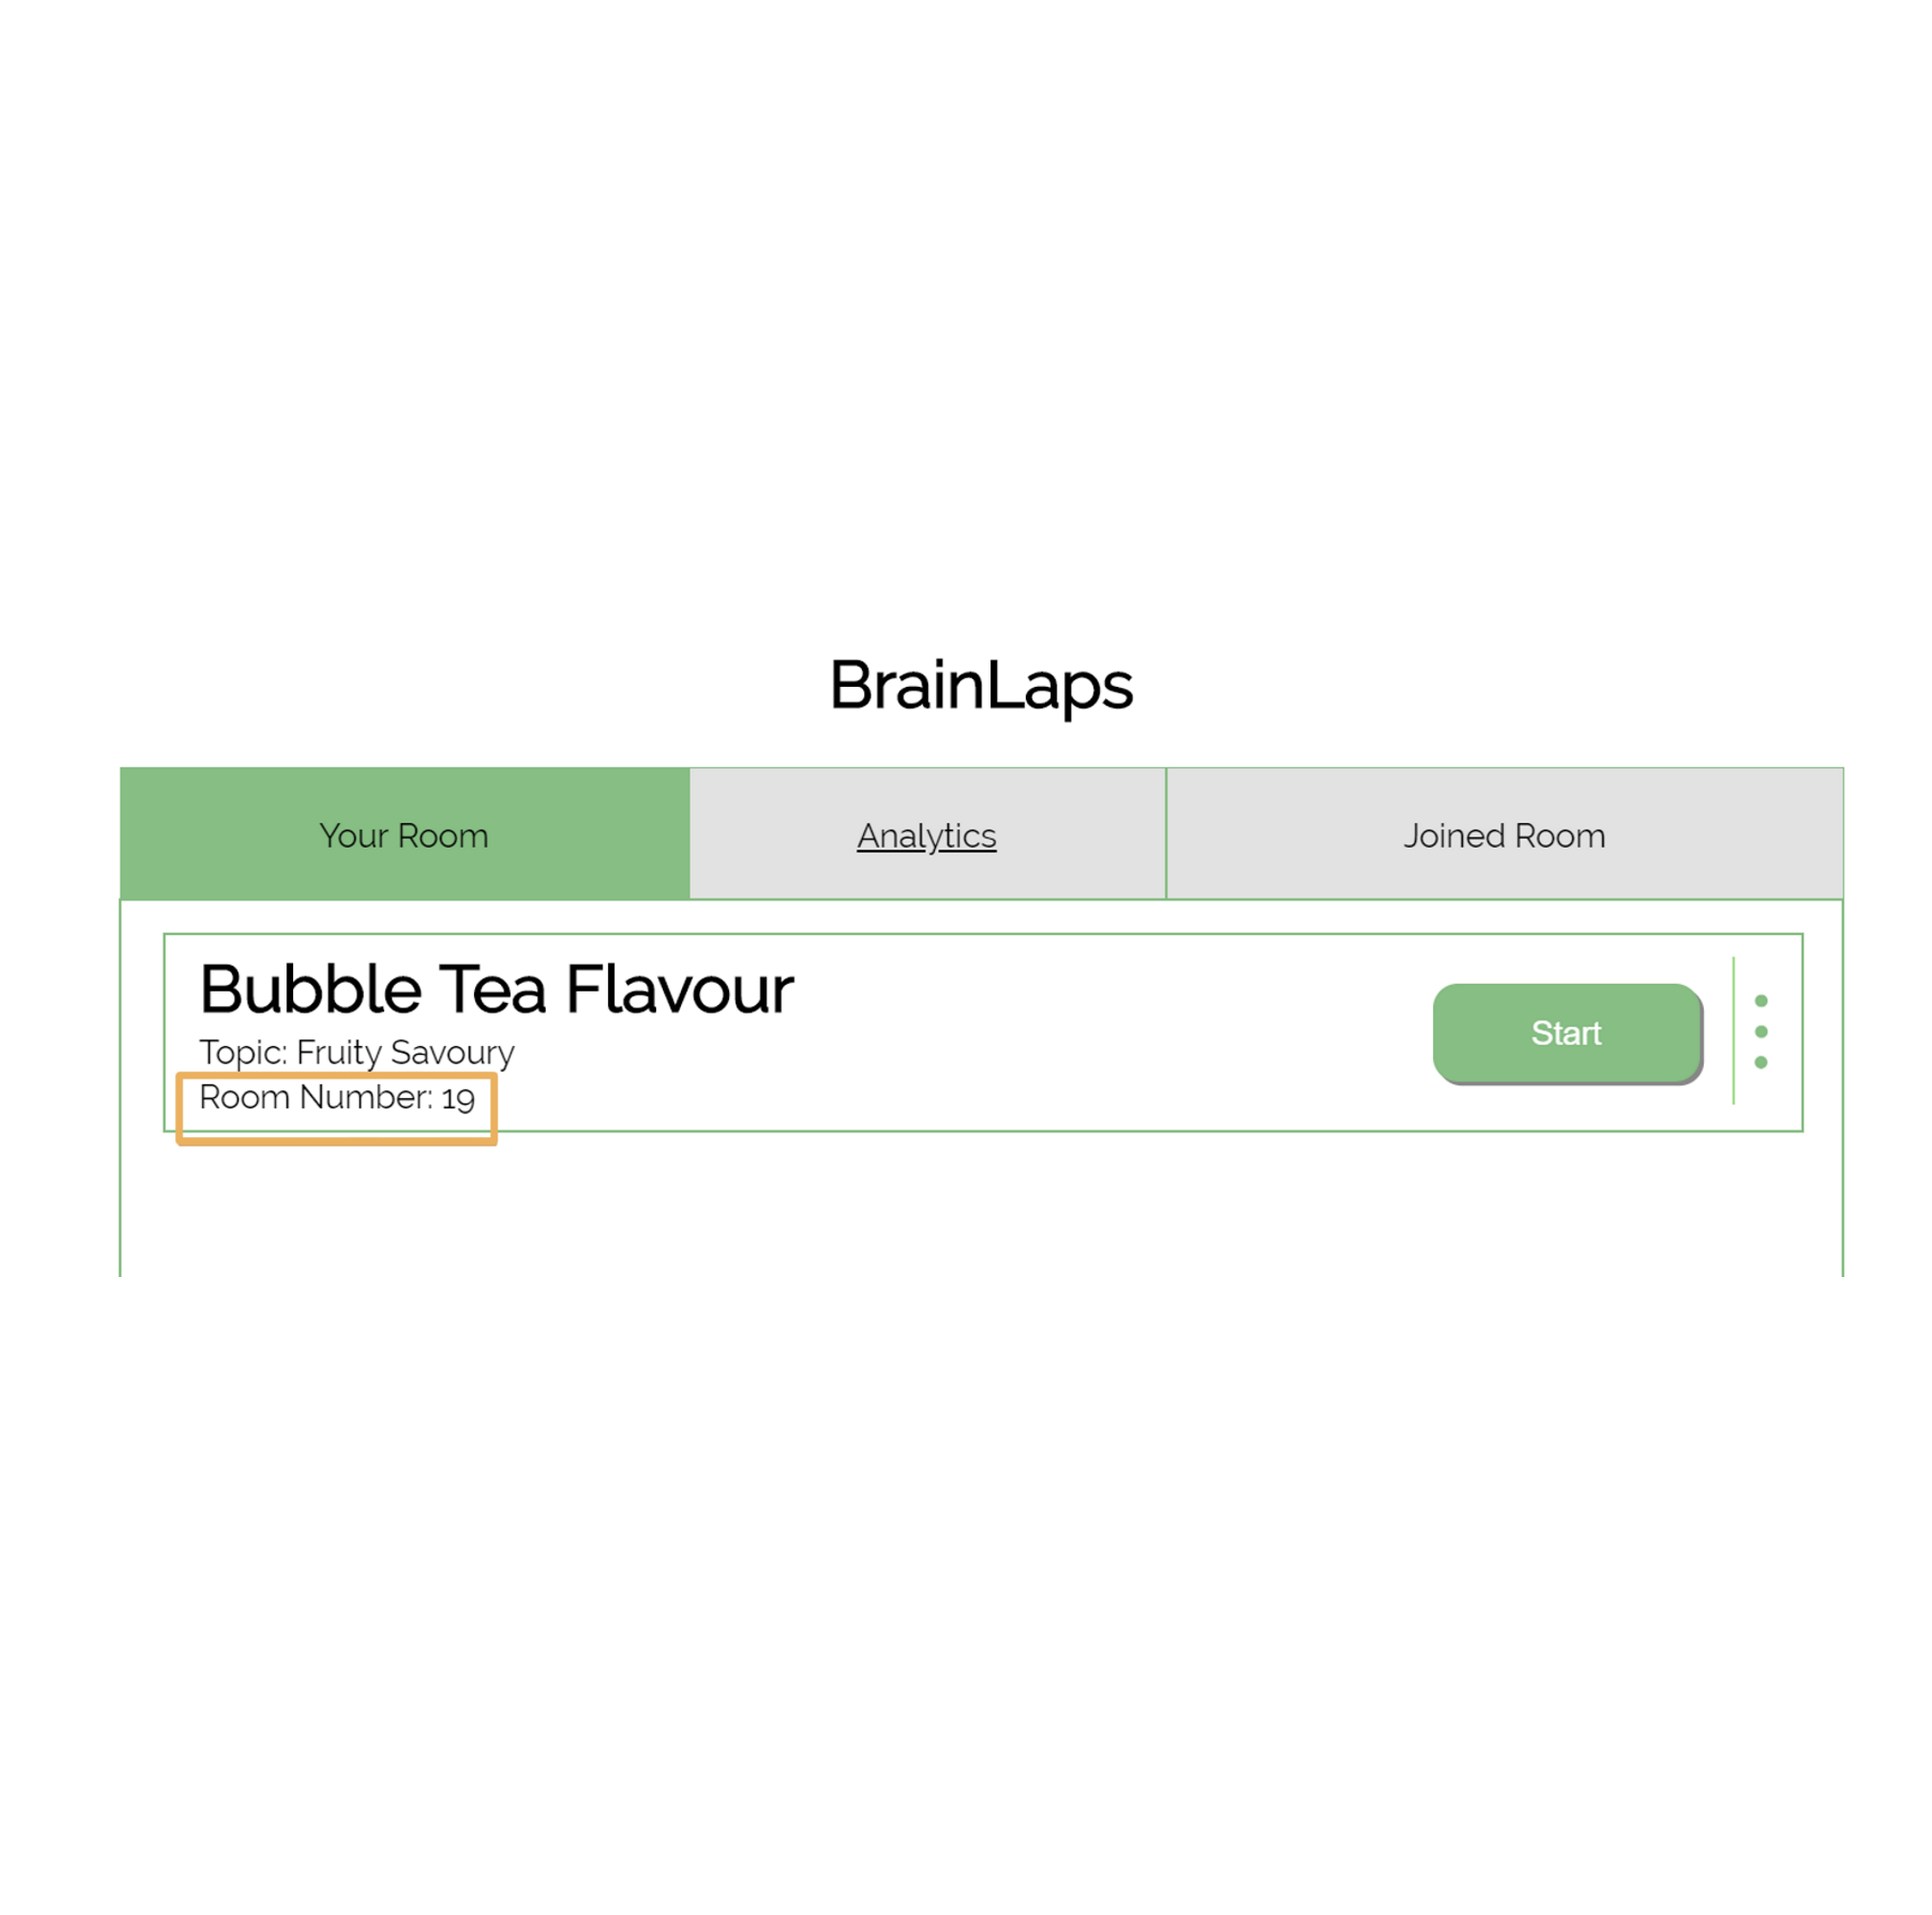 BrainLaps
Your Room
Analytics
Joined Room
Bubble Tea Flavour
Topic: Fruity Savoury
Room Number: 19
Start